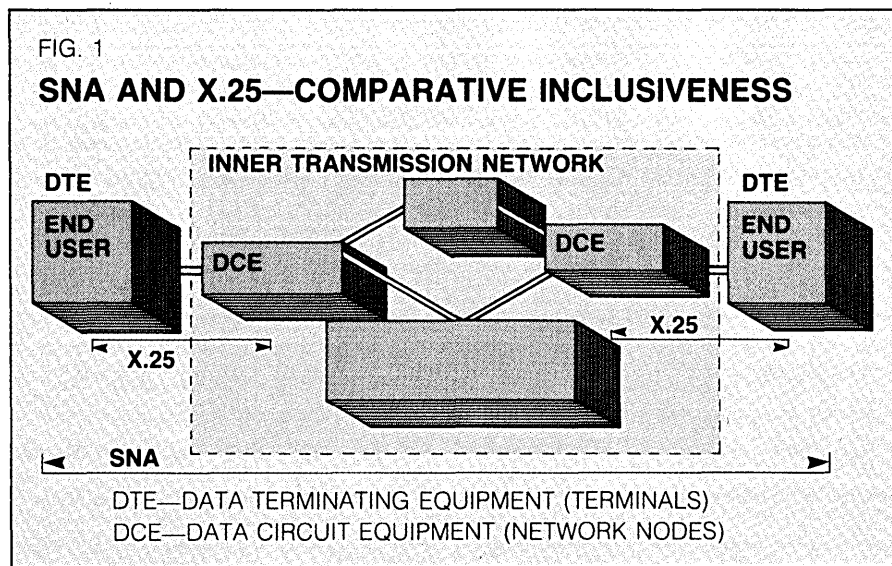 FIG. 1
SNA AND X.25—COMPARATIVE INCLUSIVENESS
INNER TRANSMISSION NETWORK
DTE
DTE
END
USER
DCE
DCE
END
USER
X.25
X.25
SNA
DTE—DATA TERMINATING EQUIPMENT (TERMINALS)
DCE—DATA CIRCUIT EQUIPMENT (NETWORK NODES)